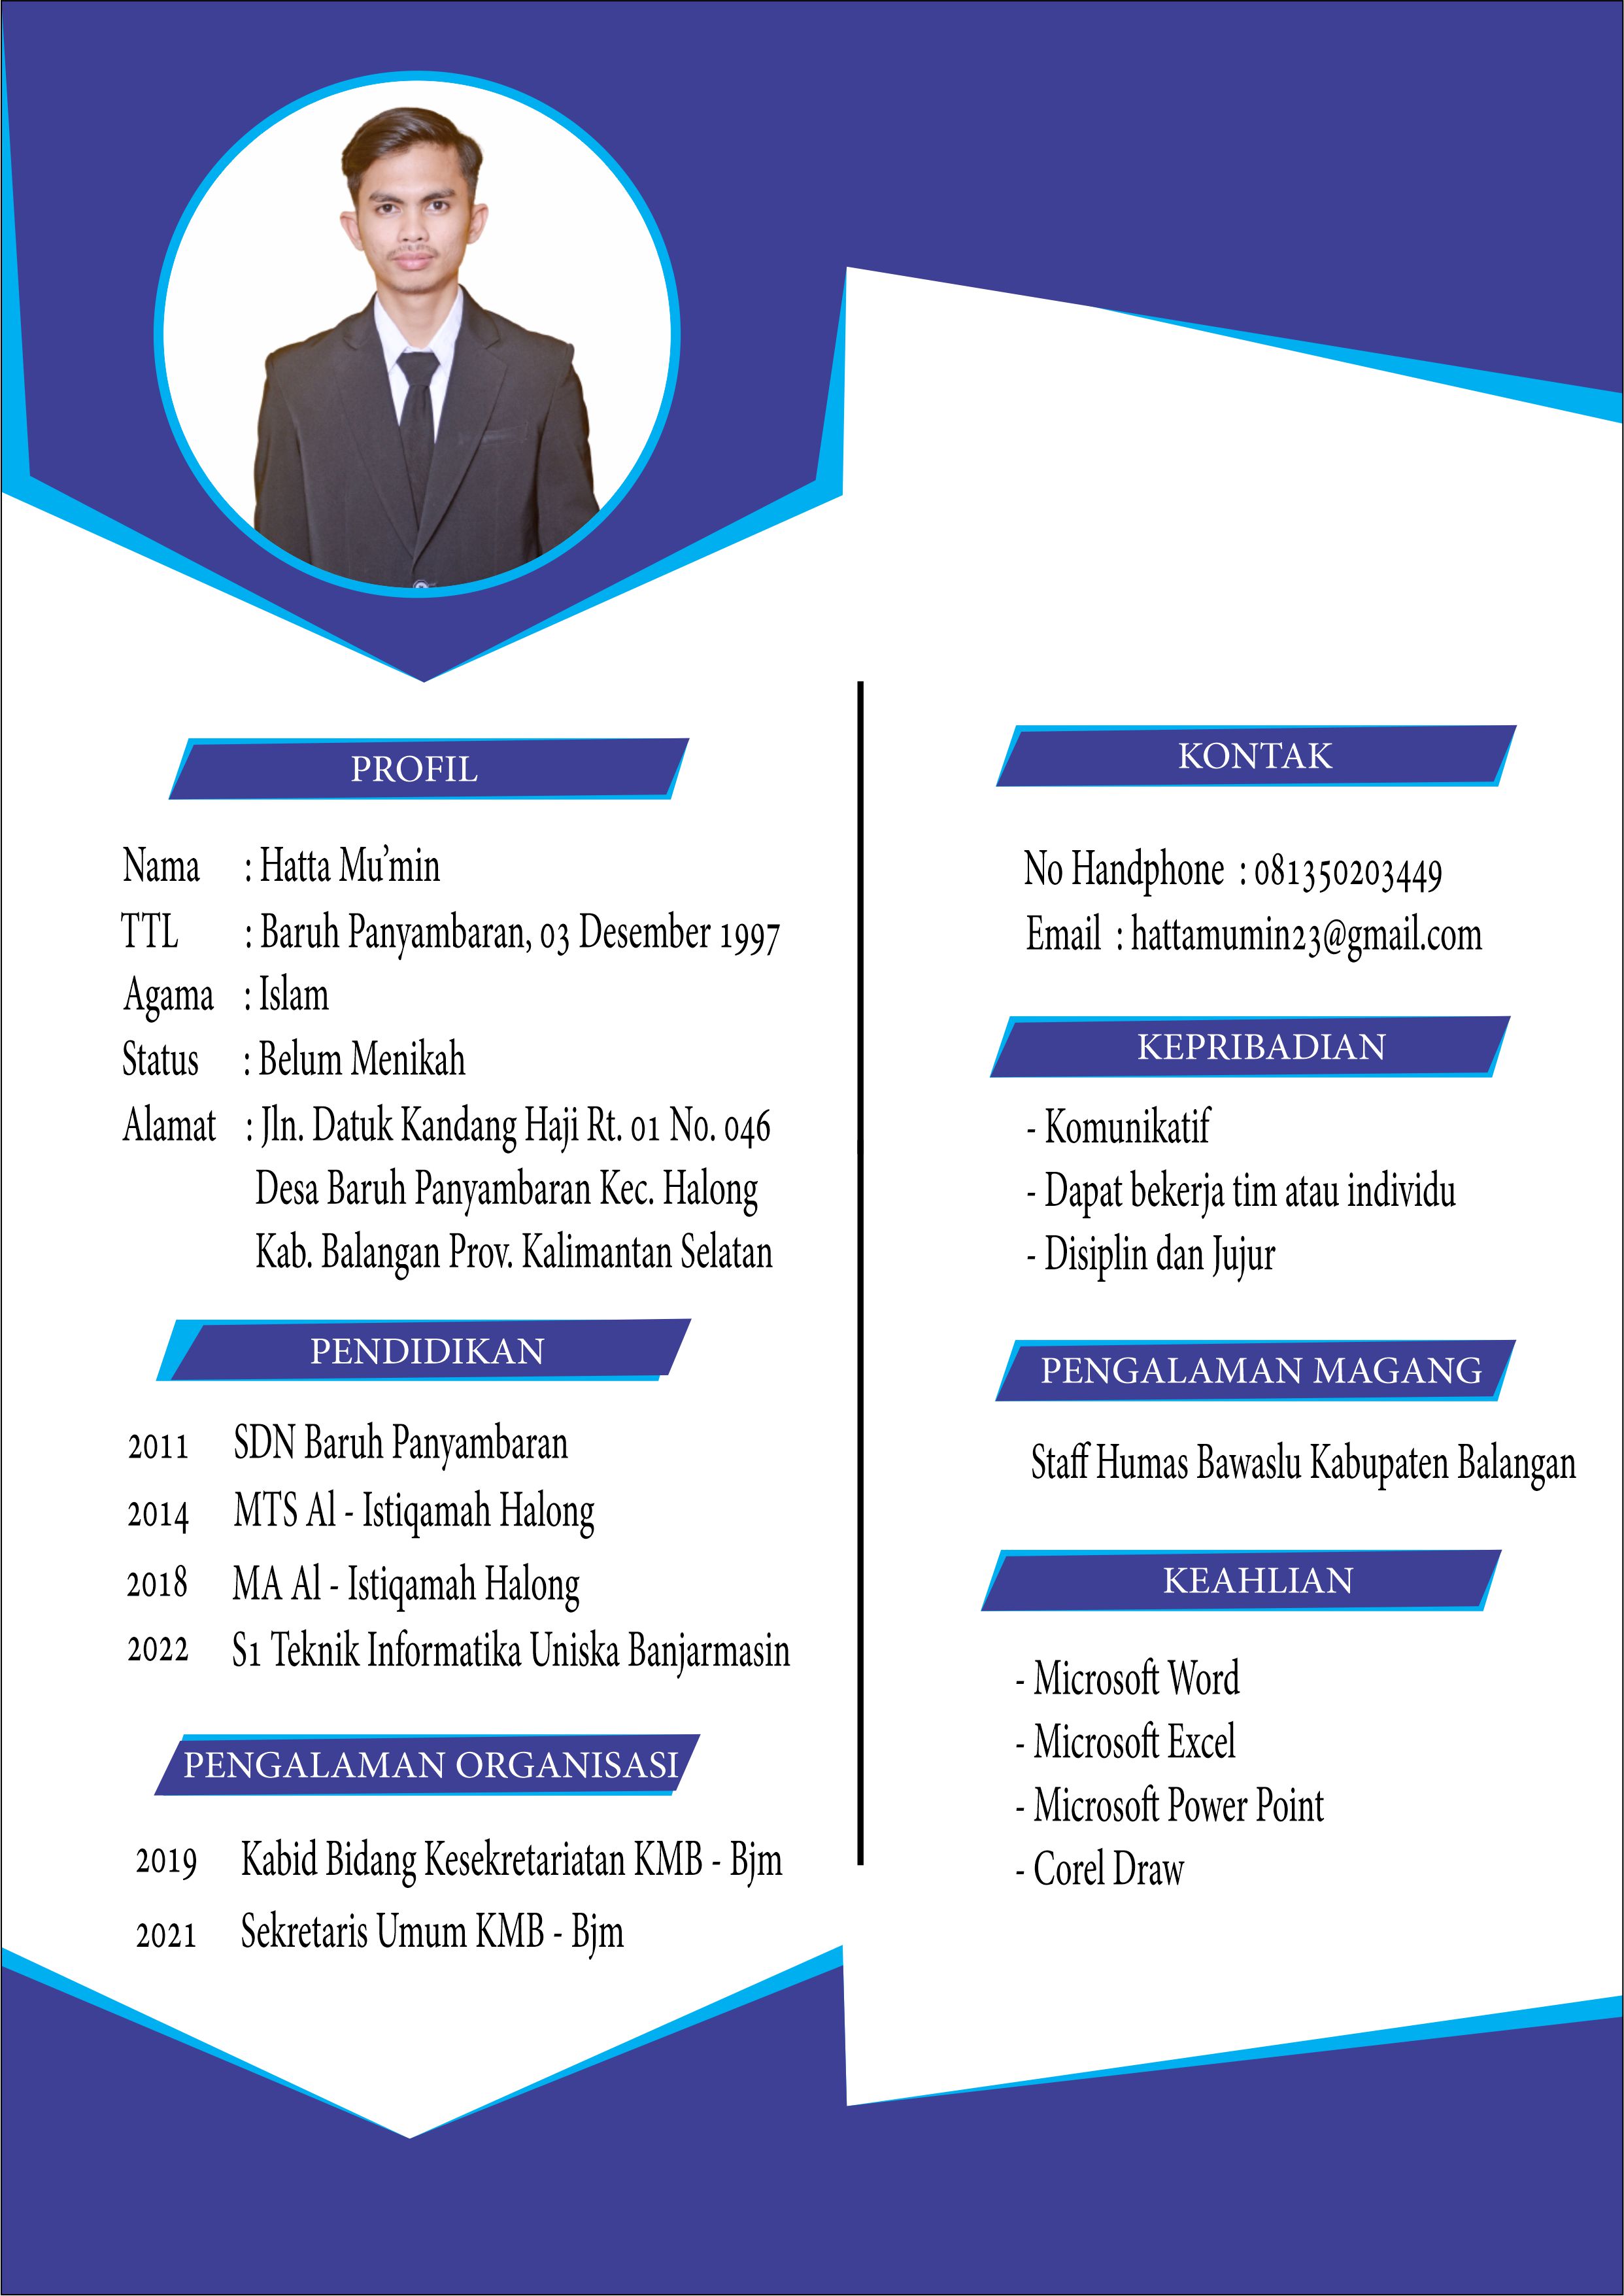 PROFIL
Nama : Hatta Mu’min
TTL : Baruh Panyambaran, 03 Desember 1997
Agama : Islam
Status : Belum Menikah
Alamat : Jln. Datuk Kandang Haji Rt. 01 No. 046
Desa Baruh Panyambaran Kec. Halong
Kab. Balangan Prov. Kalimantan Selatan
PENDIDIKAN
2011 SDN Baruh Panyambaran
2014 MTS Al - Istiqamah Halong
2018 MA Al - Istiqamah Halong
2022 S1 Teknik Informatika Uniska Banjarmasin
PENGALAMAN ORGANISASI
2019 Kabid Bidang Kesekretariatan KMB - Bjm
2021 Sekretaris Umum KMB - Bjm
KONTAK
No Handphone : 081350203449
Email : hattamumin23@gmail.com
KEPRIBADIAN
- Komunikatif
- Dapat bekerja tim atau individu
- Disiplin dan Jujur
PENGALAMAN MAGANG
Staff Humas Bawaslu Kabupaten Balangan
KEAHLIAN
- Microsoft Word
- Microsoft Excel
- Microsoft Power Point
- Corel Draw